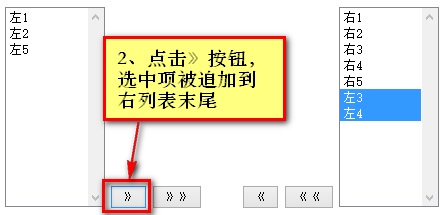 左1
左2
左5
2、点击》按钮，
选中项被追加到
右列表末尾
右1
右2
右3
右4
右5
左3
左4
》
》》
《
《《